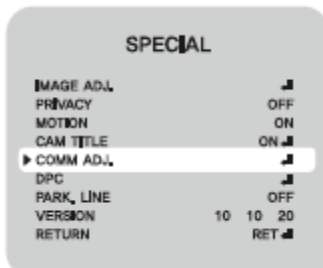 SPECIAL
IMAGE ADJ. ↵
PRIVACY OFF
MOTION ON
CAM TITLE ON ↵
▶ COMM ADJ. ↵
DPC ↵
PARK. LINE OFF
VERSION 10 10 20
RETURN RET ↵